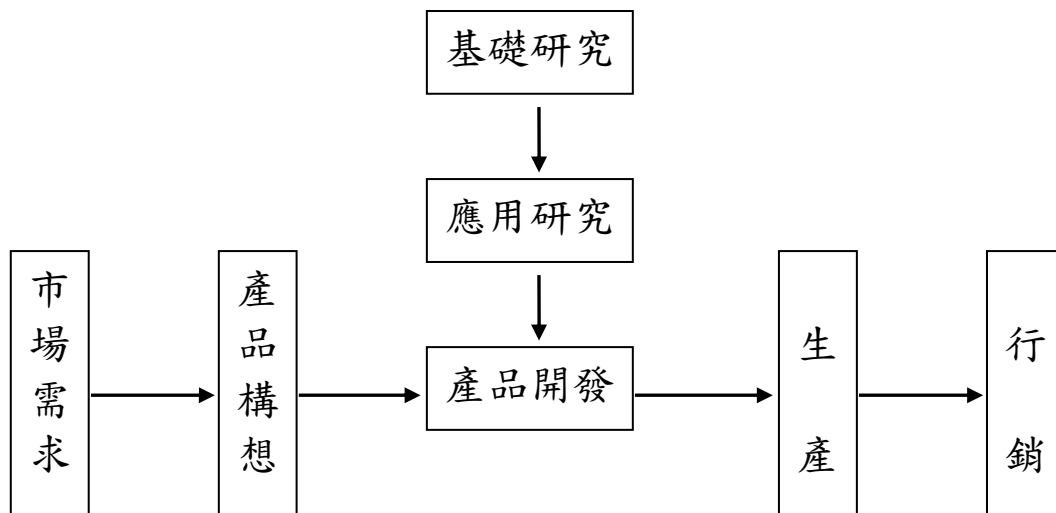 基礎研究
應用研究
市場需求
產品構想
產品開發
生產
行銷